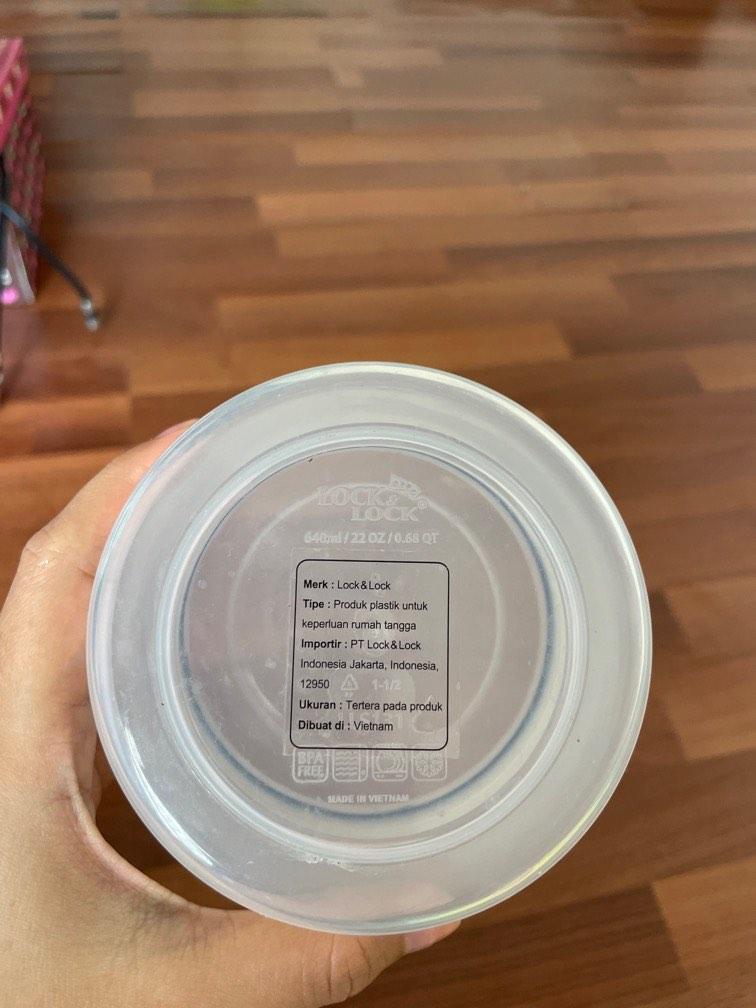 LOCK&
LOCK®
640ml / 22 OZ / 0.68 QT
Merk : Lock&Lock
Tipe : Produk plastik untuk
keperluan rumah tangga
Importir : PT Lock&Lock
Indonesia Jakarta, Indonesia,
12950
1-1/2
Ukuran : Tertera pada produk
Dibuat di : Vietnam
BPA
FREE
MADE IN VIETNAM